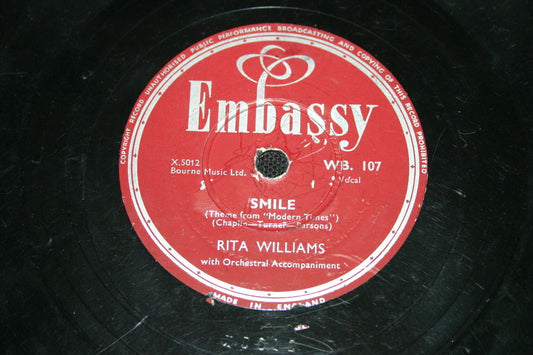 COPYRIGHT RECORD UNAUTHORISED PUBLIC PERFORMANCE BROADCASTING AND COPYING OF THIS RECORD PROHIBITED
Embassy
X.5012
Bourne Music Ltd.
WB. 107
Vocal
SMILE
(Theme from "Modern Times")
(Chaplin—Turner—Parsons)
RITA WILLIAMS
with Orchestral Accompaniment
MADE IN ENGLAND